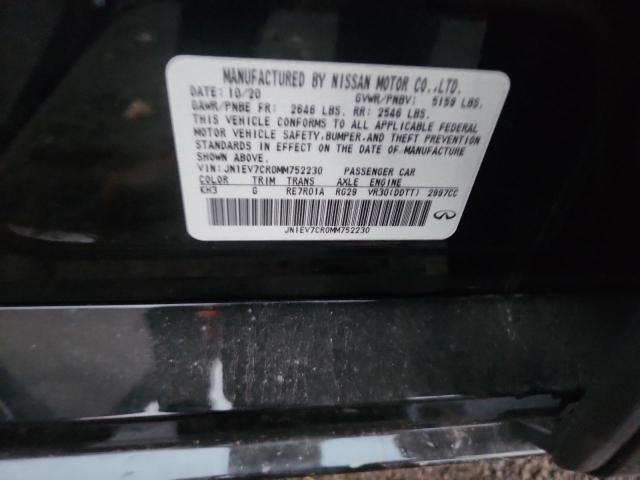 MANUFACTURED BY NISSAN MOTOR CO.,LTD.
DATE: 10/20 GVWR/PNBV: 5159 LBS.
GAWR/PNBE FR: 2646 LBS. RR: 2546 LBS.
THIS VEHICLE CONFORMS TO ALL APPLICABLE FEDERAL
MOTOR VEHICLE SAFETY,BUMPER,AND THEFT PREVENTION
STANDARDS IN EFFECT ON THE DATE OF MANUFACTURE
SHOWN ABOVE.
VIN: JN1EV7CR0MM752230 PASSENGER CAR
COLOR TRIM TRANS AXLE ENGINE
KH3 G RE7R01A RG29 VR30(DDTT) 2997CC
JN1EV7CR0MM752230